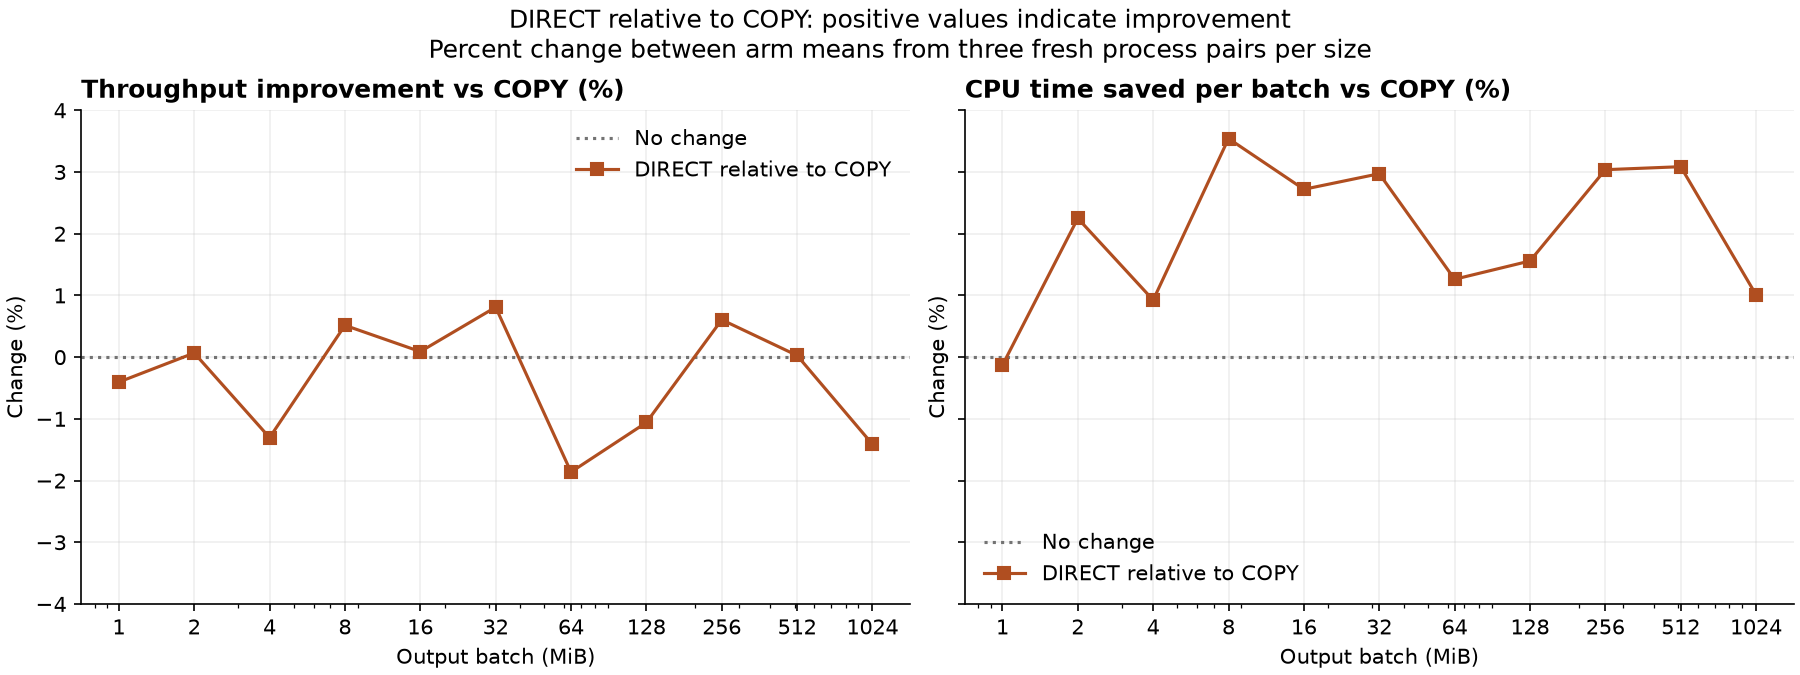 DIRECT relative to COPY: positive values indicate improvement
Percent change between arm means from three fresh process pairs per size
Throughput improvement vs COPY (%)
4
3
2
1
0
−1
−2
−3
−4
Change (%)
No change
DIRECT relative to COPY
1 2 4 8 16 32 64 128 256 512 1024
Output batch (MiB)
CPU time saved per batch vs COPY (%)
Change (%)
No change
DIRECT relative to COPY
1 2 4 8 16 32 64 128 256 512 1024
Output batch (MiB)